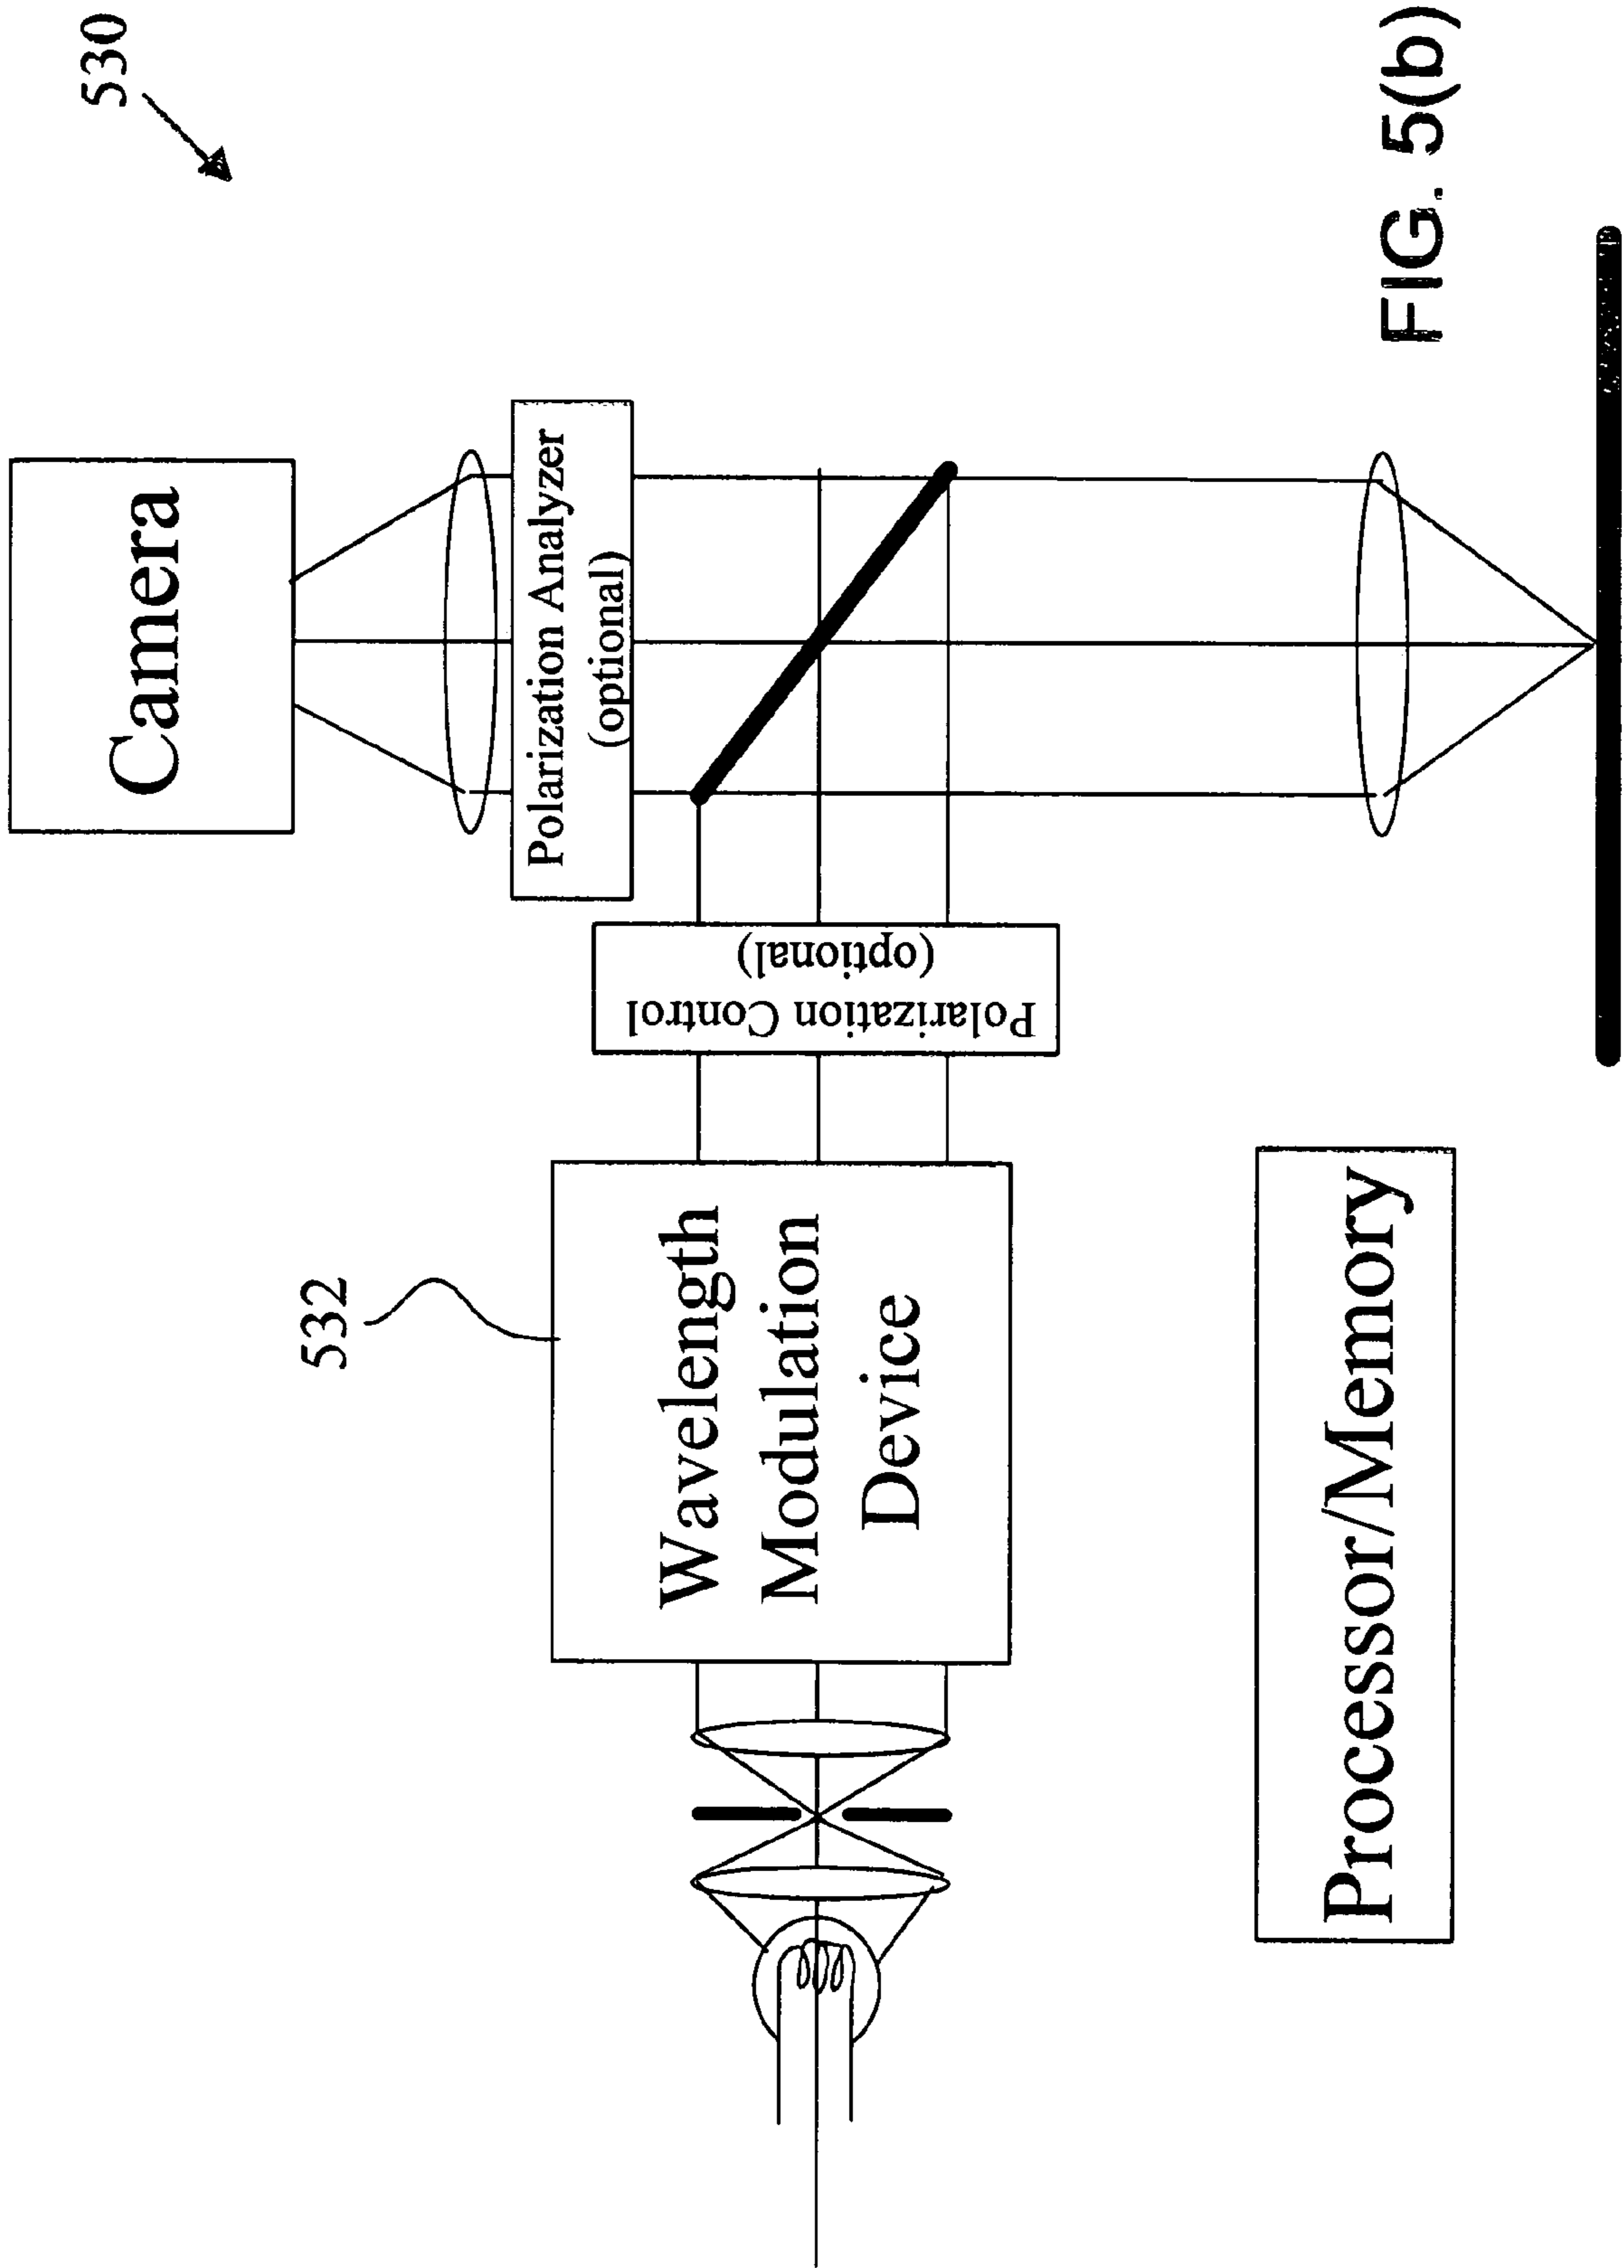 530
Camera
Polarization Analyzer
(optional)
Polarization Control
(optional)
532
Wavelength
Modulation
Device
Processor/Memory
FIG. 5(b)